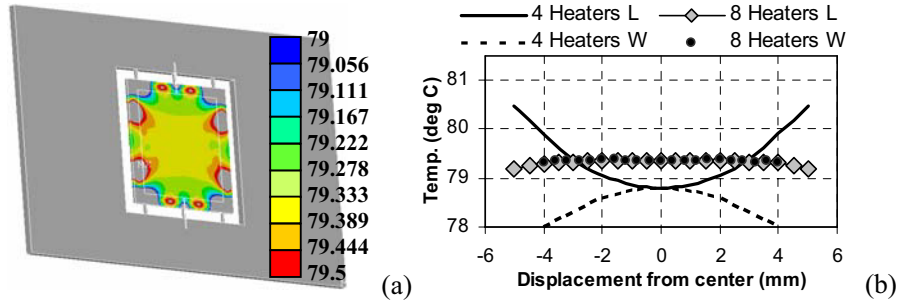 79
79.056
79.111
79.167
79.222
79.278
79.333
79.389
79.444
79.5
(a)
4 Heaters L
8 Heaters L
4 Heaters W
8 Heaters W
Temp. (deg C)
81
80
79
78
-6
-4
-2
0
2
4
6
Displacement from center (mm)
(b)